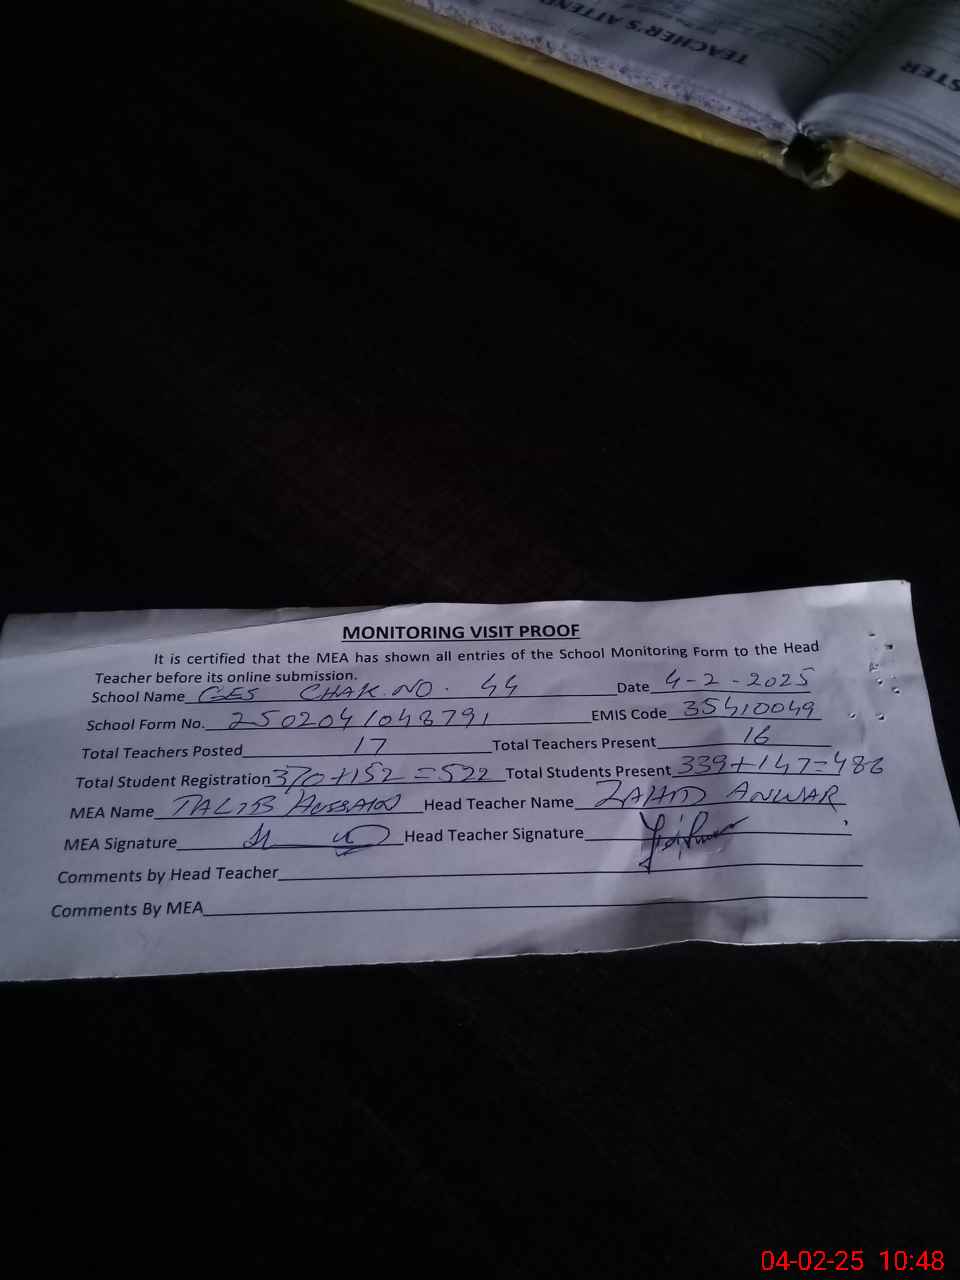 TEACHER'S ATTEND
STER
MONITORING VISIT PROOF
It is certified that the MEA has shown all entries of the School Monitoring Form to the Head
Teacher before its online submission.
School Name GES CHAK.NO. 44 Date 4-2-2025
School Form No. 2502041048791 EMIS Code 35410049
Total Teachers Posted 17 Total Teachers Present 16
Total Student Registration 370+152=522 Total Students Present 339+147=486
MEA Name TALIB HUSSAIN Head Teacher Name ZAHID ANWAR
MEA Signature Head Teacher Signature
Comments by Head Teacher
Comments By MEA
04-02-25 10:48